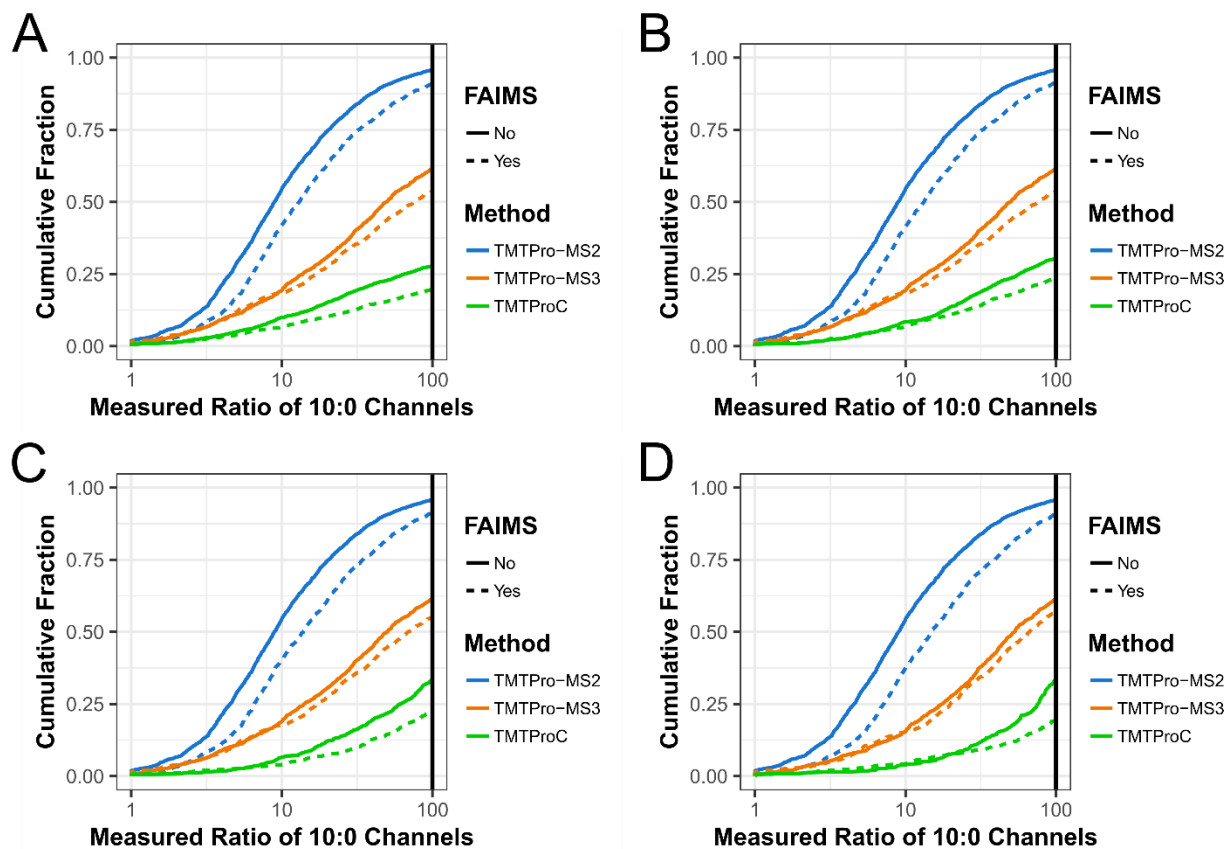 A
Cumulative Fraction
1.00
0.75
0.50
0.25
0.00
1
10
100
Measured Ratio of 10:0 Channels
FAIMS
No
Yes
Method
TMTPro−MS2
TMTPro−MS3
TMTProC
B
Cumulative Fraction
1.00
0.75
0.50
0.25
0.00
1
10
100
Measured Ratio of 10:0 Channels
FAIMS
No
Yes
Method
TMTPro−MS2
TMTPro−MS3
TMTProC
C
Cumulative Fraction
1.00
0.75
0.50
0.25
0.00
1
10
100
Measured Ratio of 10:0 Channels
FAIMS
No
Yes
Method
TMTPro−MS2
TMTPro−MS3
TMTProC
D
Cumulative Fraction
1.00
0.75
0.50
0.25
0.00
1
10
100
Measured Ratio of 10:0 Channels
FAIMS
No
Yes
Method
TMTPro−MS2
TMTPro−MS3
TMTProC